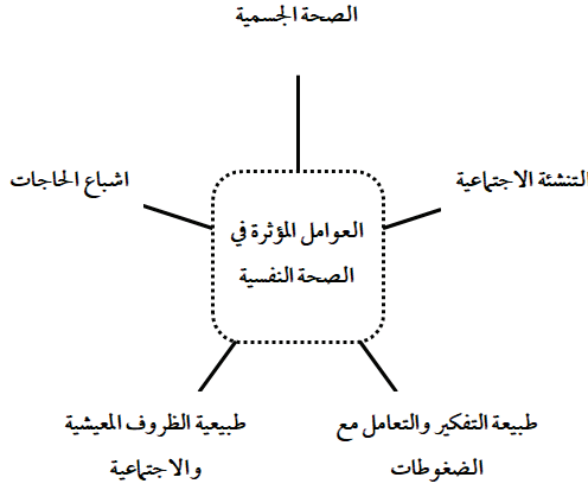 الصحة الجسمية
التنشئة الاجتماعية
اشباع الحاجات
العوامل المؤثرة في
الصحة النفسية
طبيعة التفكير والتعامل مع
الضغوطات
طبيعية الظروف المعيشية
والاجتماعية